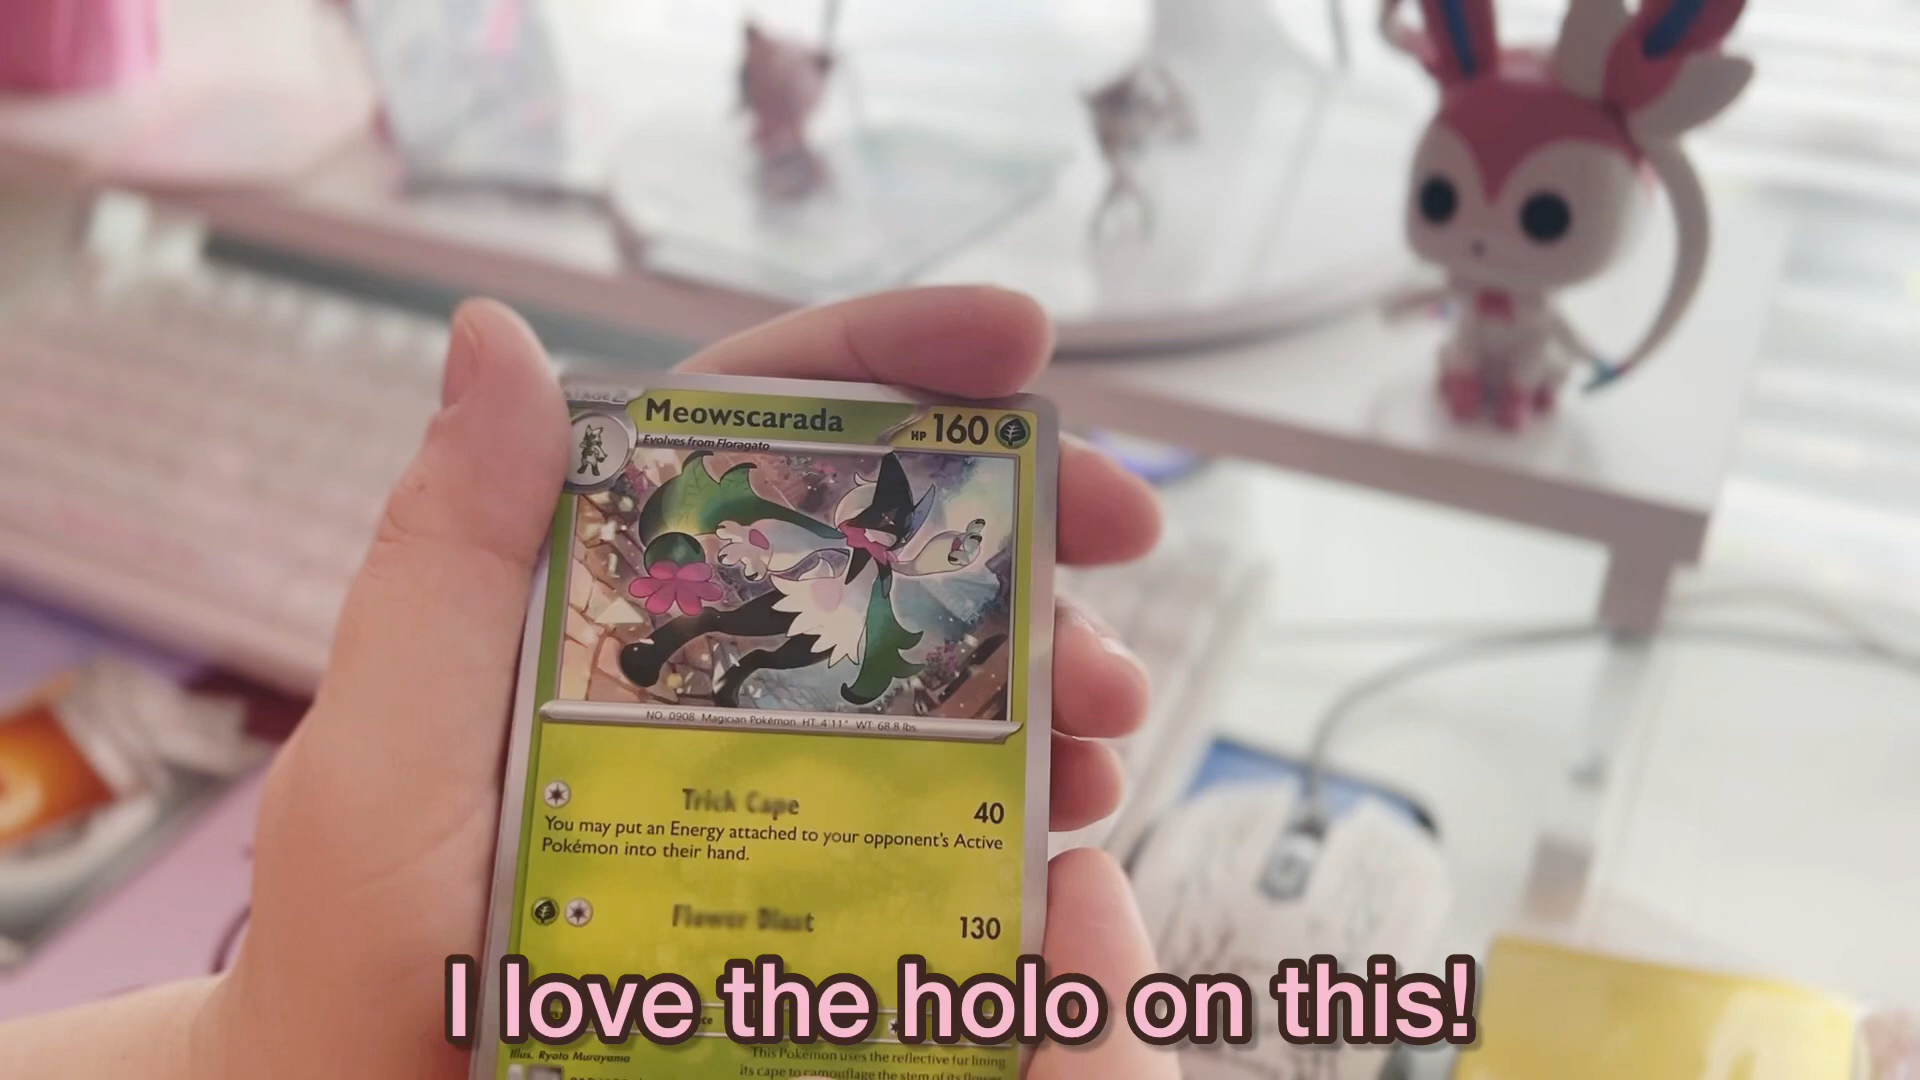 STAGE 2
Meowscarada
HP 160
Evolves from Floragato
NO. 0908 Magician Pokémon HT. 4'11" WT. 68.8 lbs.
Trick Cape 40
You may put an Energy attached to your opponent's Active
Pokémon into their hand.
Flower Blast 130
I love the holo on this!
Illus. Ryota Murayama
This Pokémon uses the reflective fur lining
its cape to camouflage the stem of its flower,